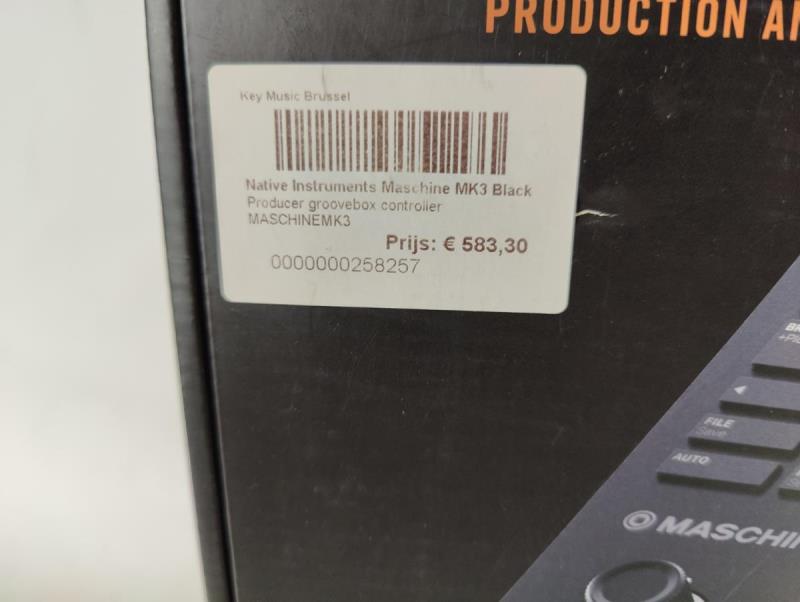 PRODUCTION
Key Music Brussel
Native Instruments Maschine MK3 Black
Producer groovebox controller
MASCHINEMK3
Prijs: € 583,30
0000000258257
FILE
Save
AUTO
MASCHIN